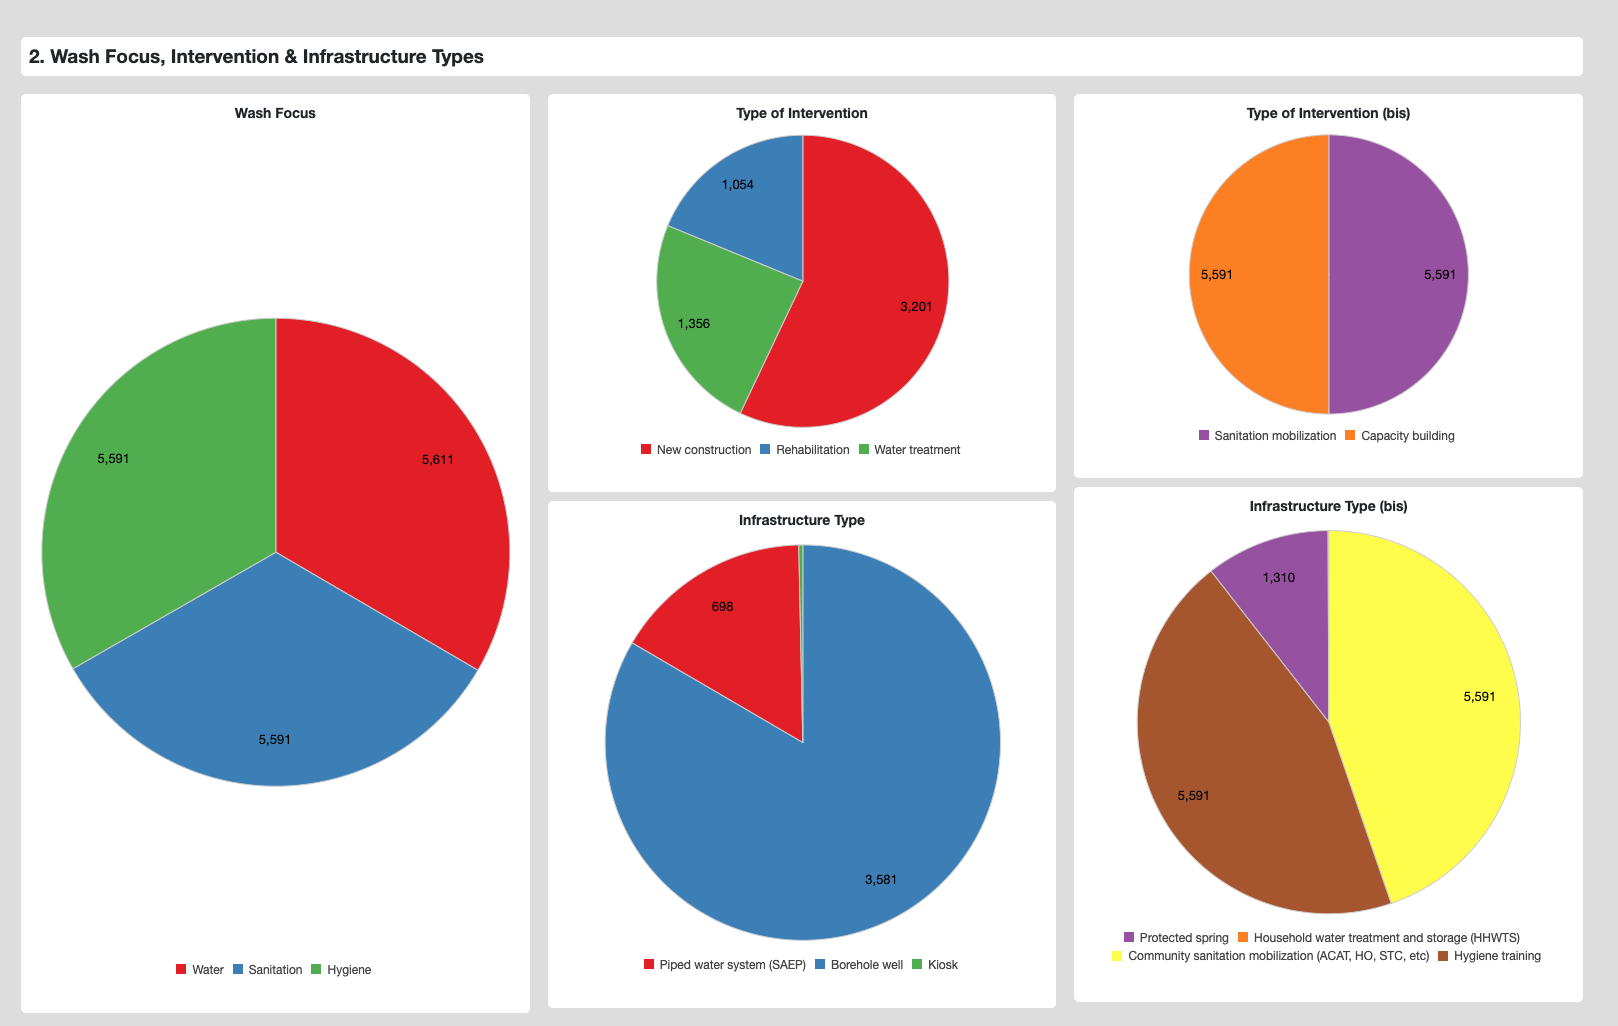 2. Wash Focus, Intervention & Infrastructure Types
Wash Focus
5,591
5,611
5,591
Water Sanitation Hygiene
Type of Intervention
1,054
3,201
1,356
New construction Rehabilitation Water treatment
Type of Intervention (bis)
5,591
5,591
Sanitation mobilization Capacity building
Infrastructure Type
698
3,581
Piped water system (SAEP) Borehole well Kiosk
Infrastructure Type (bis)
1,310
5,591
5,591
Protected spring Household water treatment and storage (HHWTS)
Community sanitation mobilization (ACAT, HO, STC, etc) Hygiene training